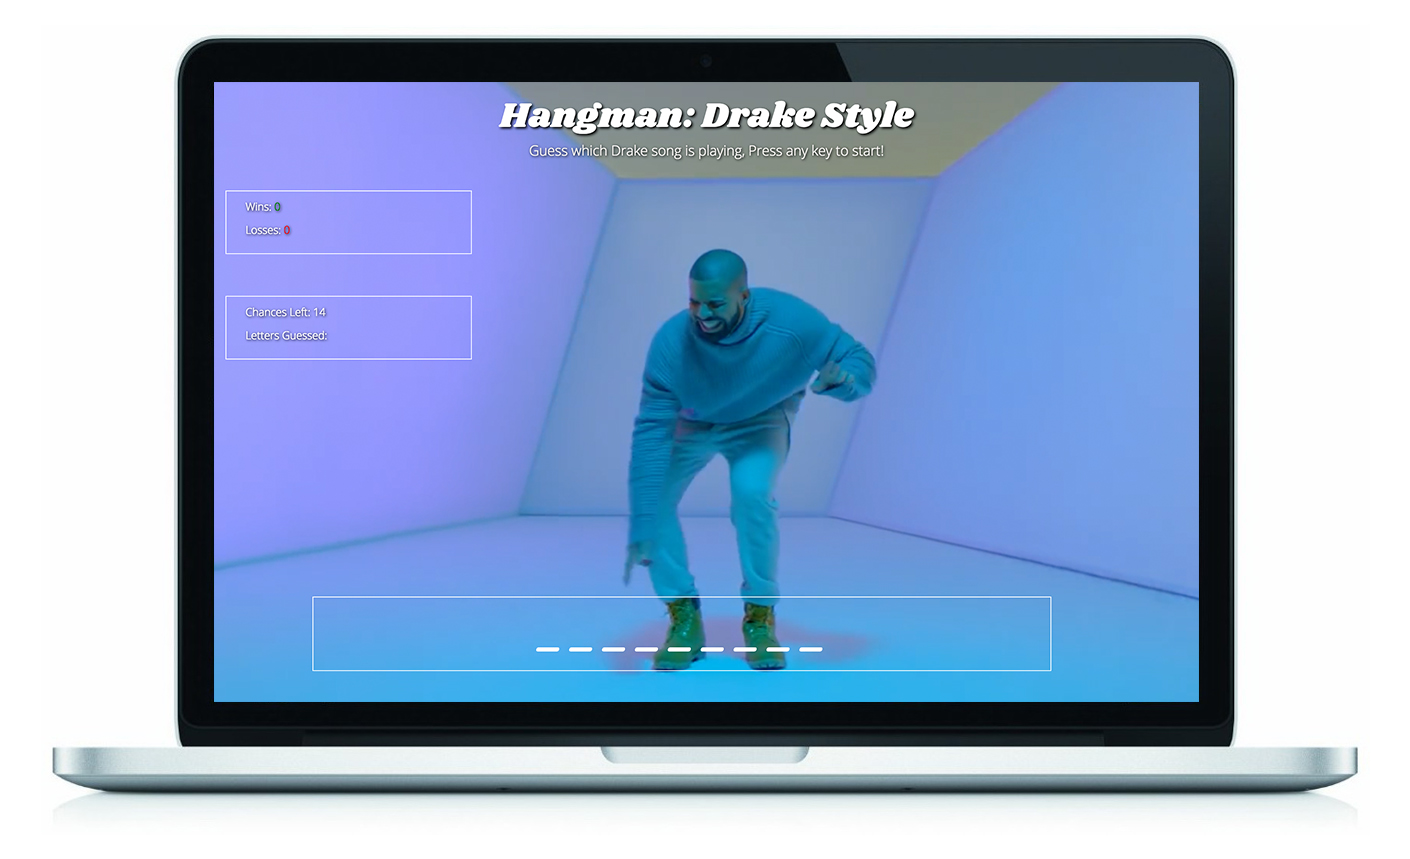 Hangman: Drake Style
Guess which Drake song is playing, Press any key to start!
Wins: 0
Losses: 0
Chances Left: 14
Letters Guessed:
_ _ _ _ _ _ _ _ _